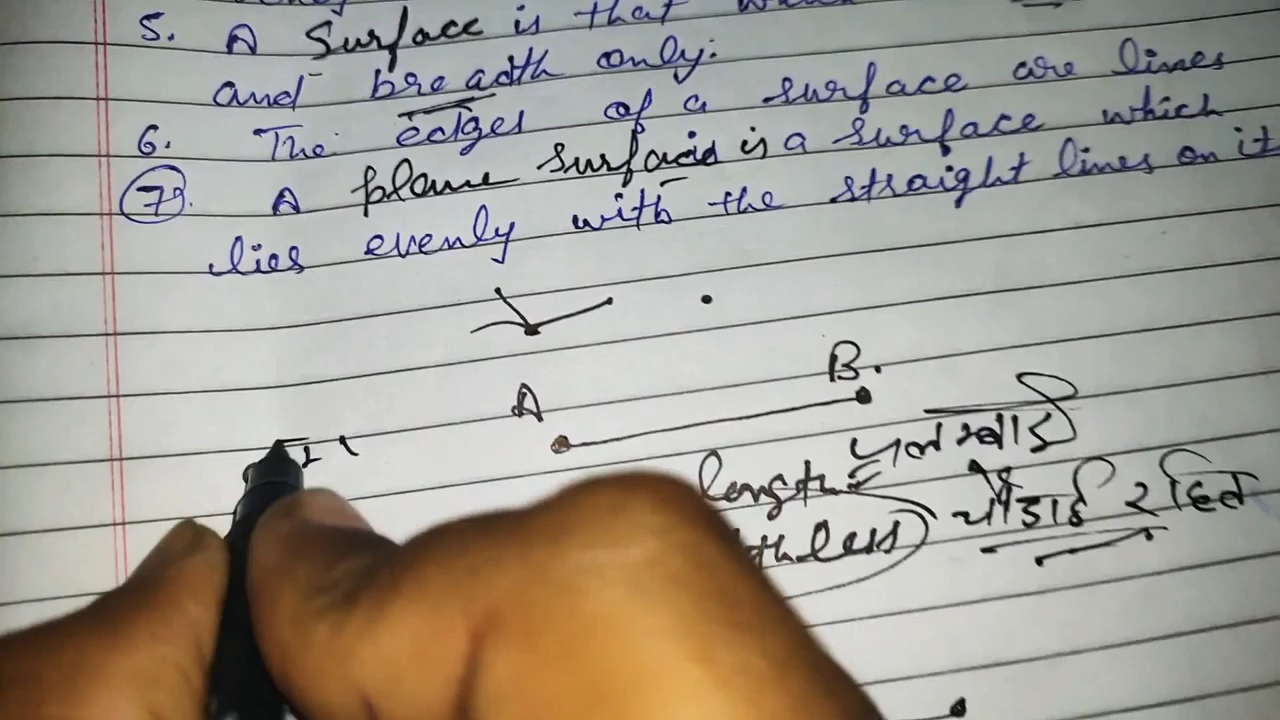 5. A Surface is that
and breadth only.
6. The edges of a surface are lines
7. A plane surface is a surface which
lies evenly with the straight lines on it
A B.
length =
thless) चौडाई रहित